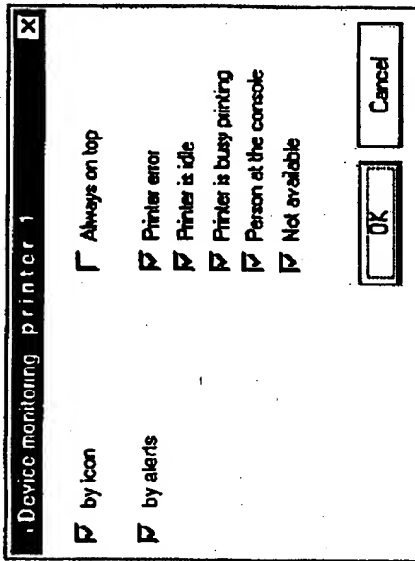 Device monitoring printer 1
by icon
Always on top
by alerts
Printer error
Printer is idle
Printer is busy printing
Person at the console
Not available
OK
Cancel